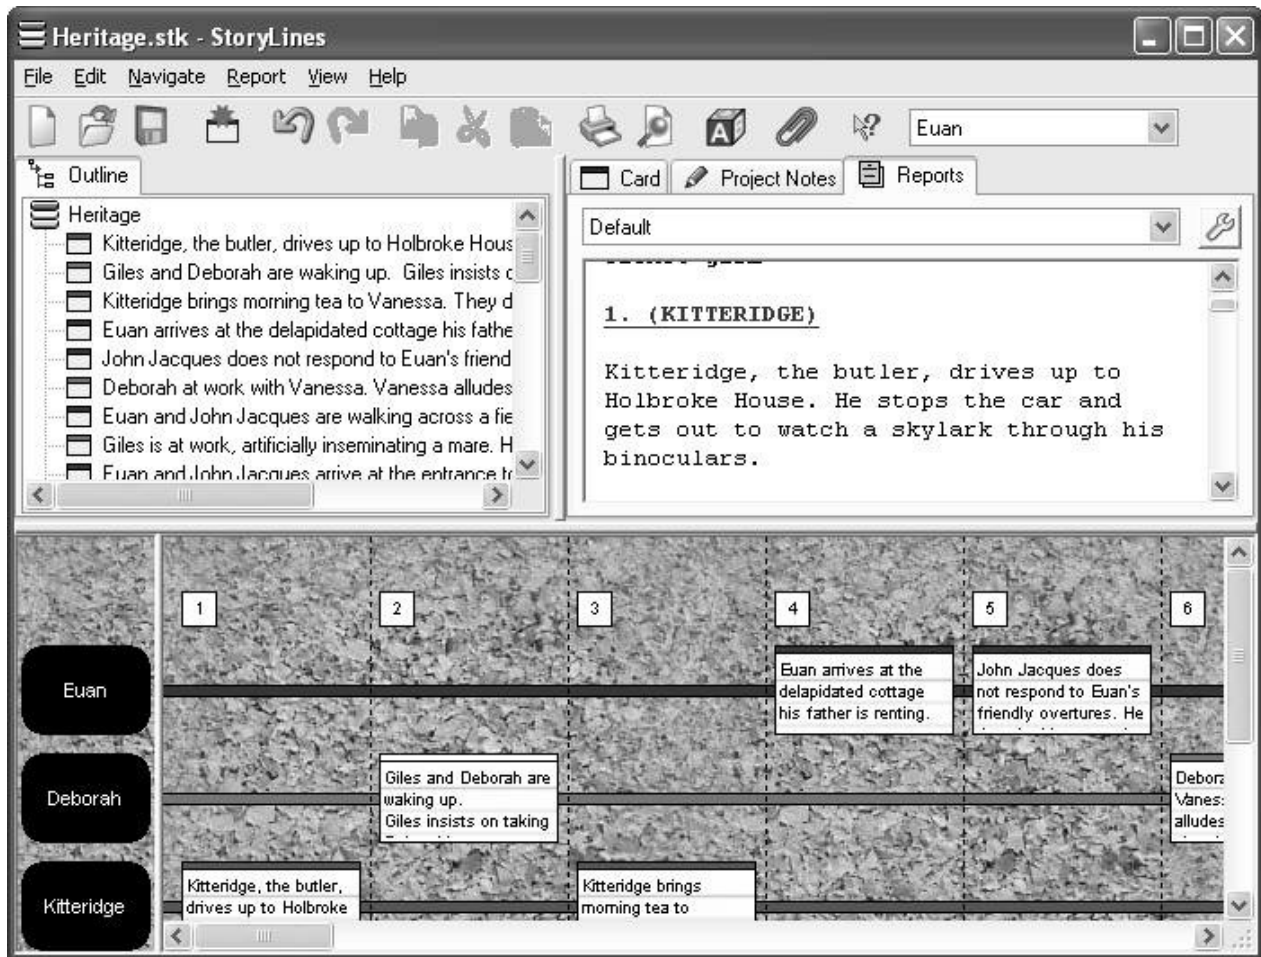 Heritage.stk - StoryLines
File Edit Navigate Report View Help
Euan
Outline
Heritage
Kitteridge, the butler, drives up to Holbroke Hous
Giles and Deborah are waking up. Giles insists
Kitteridge brings morning tea to Vanessa. They d
Euan arrives at the delapidated cottage his fathe
John Jacques does not respond to Euan's friend
Deborah at work with Vanessa. Vanessa alludes
Euan and John Jacques are walking across a fie
Giles is at work, artificially inseminating a mare. H
Euan and John Jacques arrive at the entrance to
Card Project Notes Reports
Default
1. (KITTERIDGE)
Kitteridge, the butler, drives up to
Holbroke House. He stops the car and
gets out to watch a skylark through his
binoculars.
1 2 3 4 5 6
Euan
Euan arrives at the
delapidated cottage
his father is renting.
John Jacques does
not respond to Euan's
friendly overtures. He
Deborah
Giles and Deborah are
waking up.
Giles insists on taking
Debora
Vaness
alludes
Kitteridge
Kitteridge, the butler,
drives up to Holbroke
Kitteridge brings
morning tea to